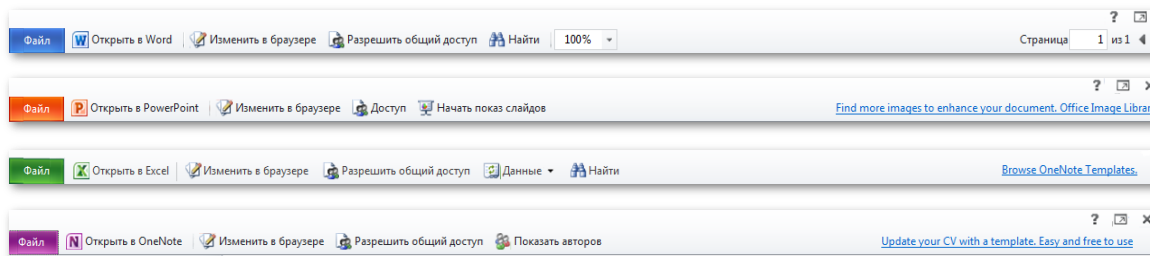 ?
Файл W Открыть в Word Изменить в браузере Разрешить общий доступ Найти 100% Страница 1 из 1
? x
Файл P Открыть в PowerPoint Изменить в браузере Доступ Начать показ слайдов Find more images to enhance your document. Office Image Librar
Файл X Открыть в Excel Изменить в браузере Разрешить общий доступ Данные Найти Browse OneNote Templates.
? x
Файл N Открыть в OneNote Изменить в браузере Разрешить общий доступ Показать авторов Update your CV with a template. Easy and free to use